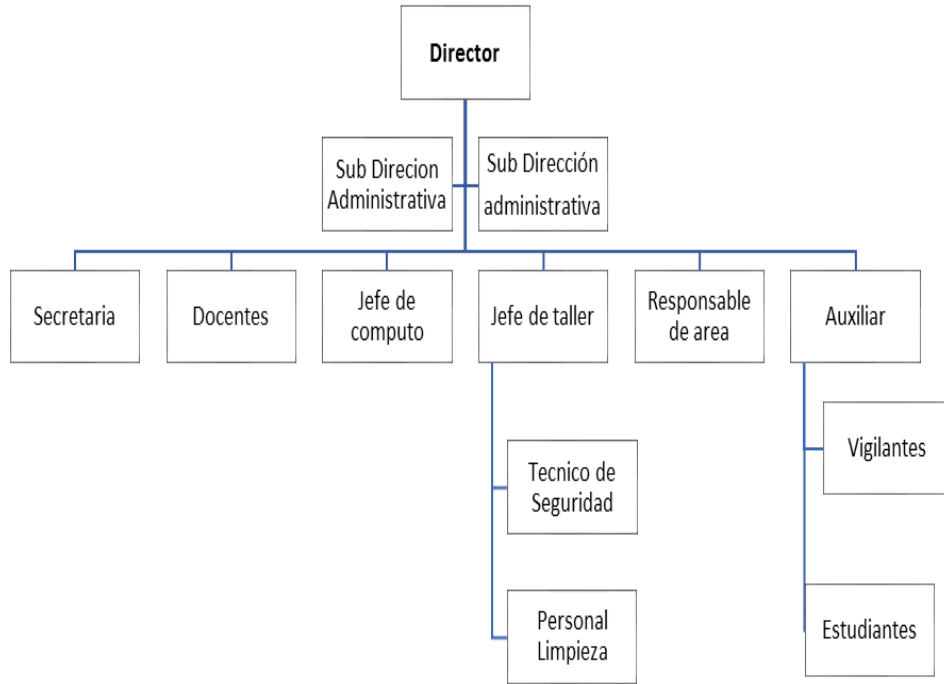 Director
Sub Direcion
Administrativa
Sub Dirección
administrativa
Secretaria
Docentes
Jefe de
computo
Jefe de taller
Responsable
de area
Auxiliar
Vigilantes
Tecnico de
Seguridad
Personal
Limpieza
Estudiantes